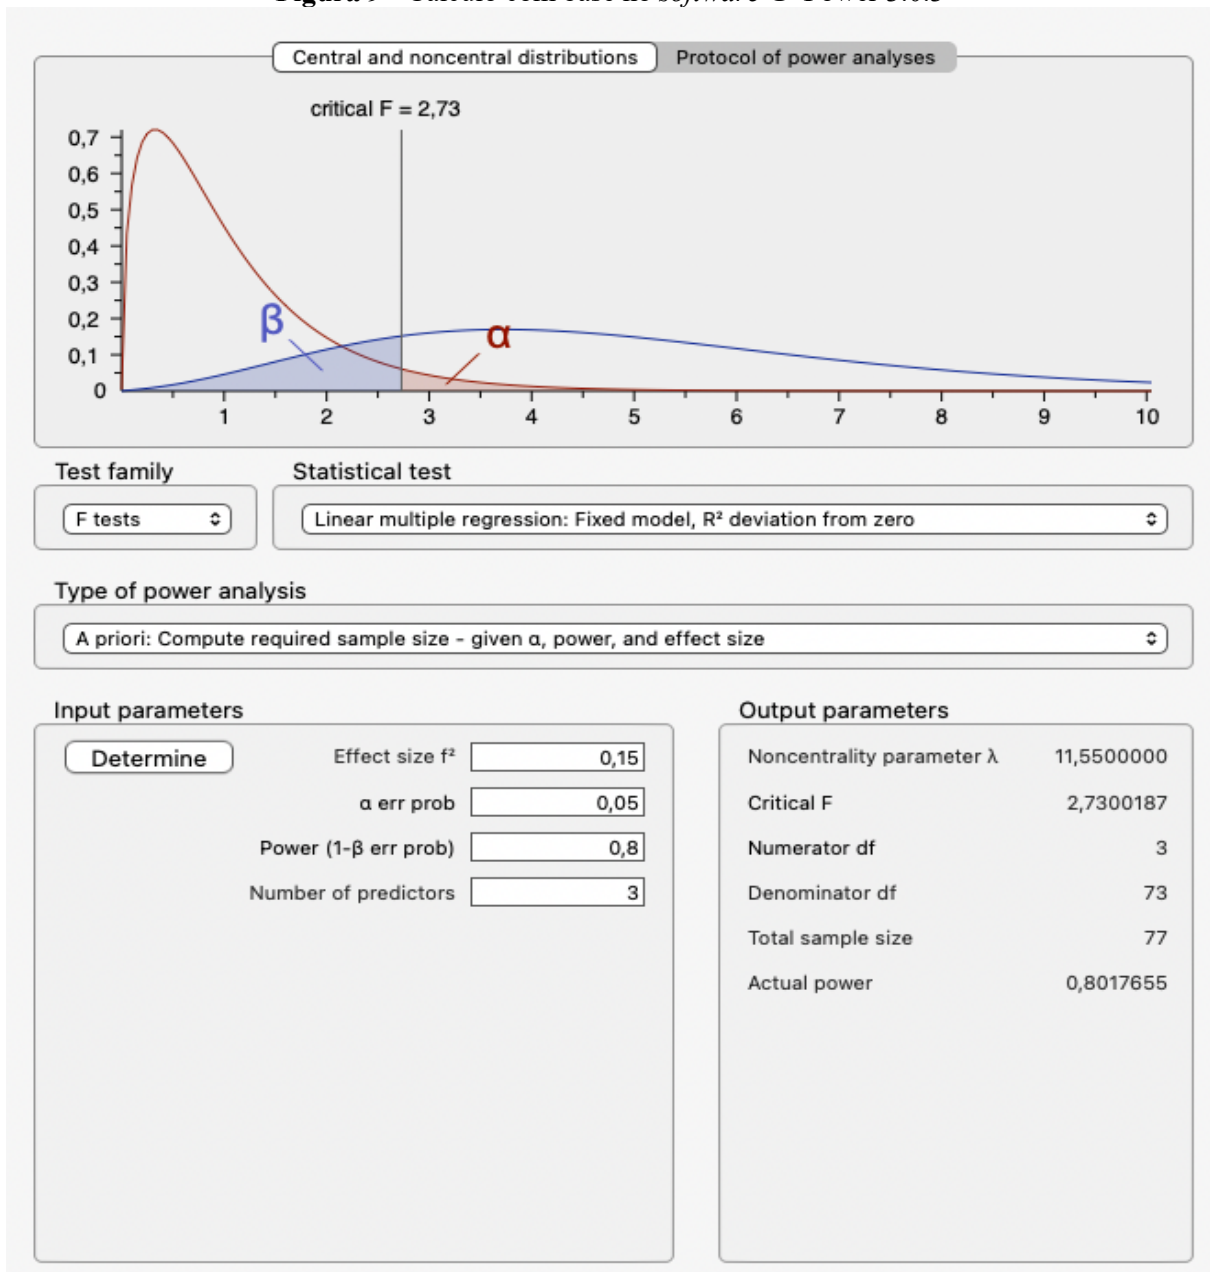 Central and noncentral distributions Protocol of power analyses
critical F = 2,73
0,7
0,6
0,5
0,4
0,3
0,2
0,1
0
β
α
1 2 3 4 5 6 7 8 9 10
Test family Statistical test
F tests Linear multiple regression: Fixed model, R² deviation from zero
Type of power analysis
A priori: Compute required sample size - given α, power, and effect size
Input parameters Output parameters
Determine Effect size f² 0,15 Noncentrality parameter λ 11,5500000
α err prob 0,05 Critical F 2,7300187
Power (1-β err prob) 0,8 Numerator df 3
Number of predictors 3 Denominator df 73
Total sample size 77
Actual power 0,8017655